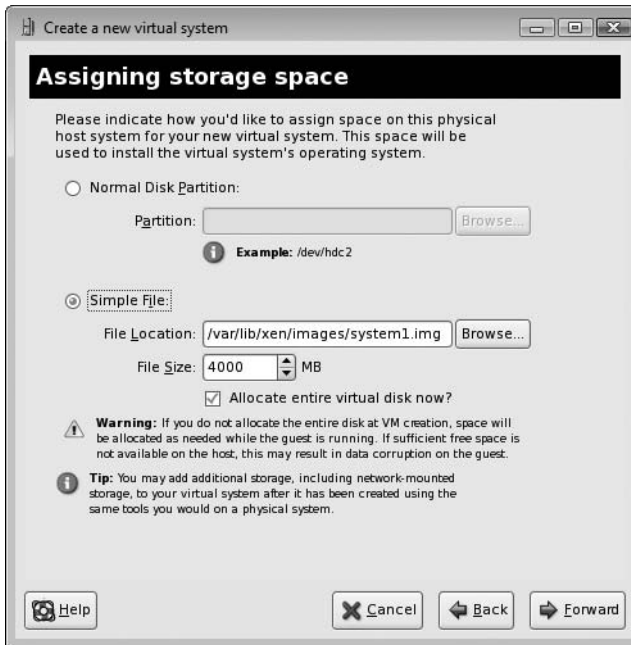 Create a new virtual system
Assigning storage space
Please indicate how you'd like to assign space on this physical
host system for your new virtual system. This space will be
used to install the virtual system's operating system.
Normal Disk Partition:
Partition: Browse...
Example: /dev/hdc2
Simple File:
File Location: /var/lib/xen/images/system1.img Browse...
File Size: 4000 MB
Allocate entire virtual disk now?
Warning: If you do not allocate the entire disk at VM creation, space will
be allocated as needed while the guest is running. If sufficient free space is
not available on the host, this may result in data corruption on the guest.
Tip: You may add additional storage, including network-mounted
storage, to your virtual system after it has been created using the
same tools you would on a physical system.
Help Cancel Back Forward